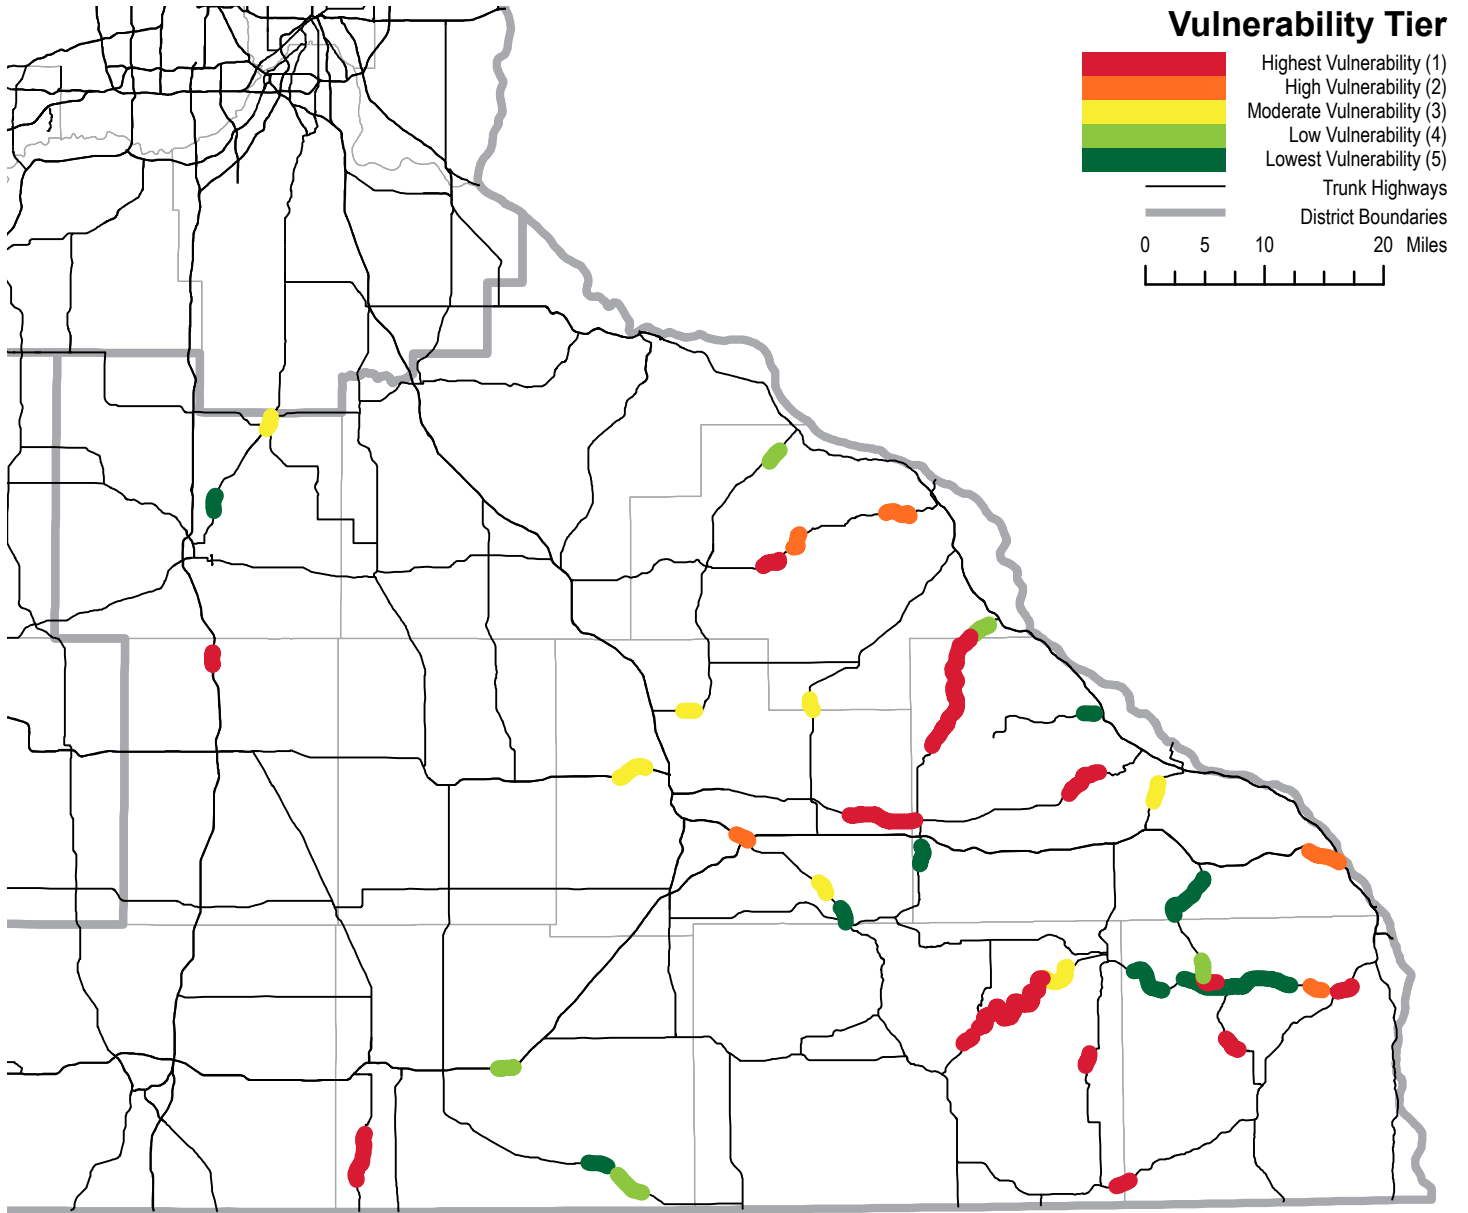 Vulnerability Tier
Highest Vulnerability (1)
High Vulnerability (2)
Moderate Vulnerability (3)
Low Vulnerability (4)
Lowest Vulnerability (5)
Trunk Highways
District Boundaries
0 5 10 20 Miles